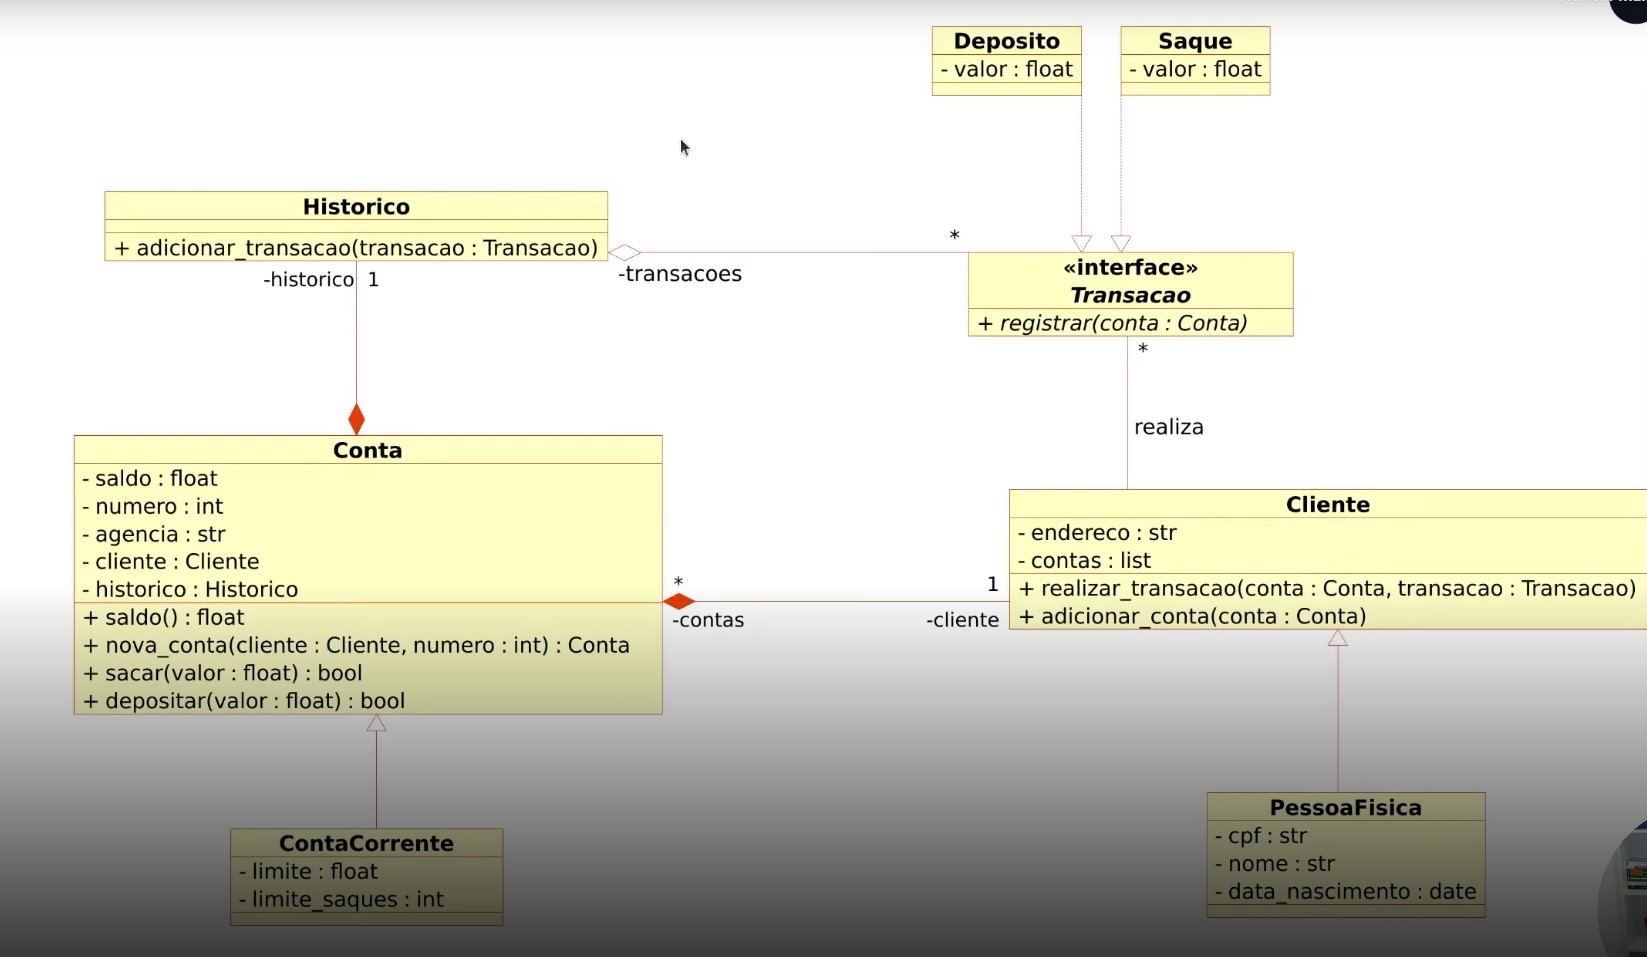 Deposito
- valor : float
Saque
- valor : float
Historico
+ adicionar_transacao(transacao : Transacao)
-historico 1
-transacoes
*
«interface»
Transacao
+ registrar(conta : Conta)
*
realiza
Conta
- saldo : float
- numero : int
- agencia : str
- cliente : Cliente
- historico : Historico
+ saldo() : float
+ nova_conta(cliente : Cliente, numero : int) : Conta
+ sacar(valor : float) : bool
+ depositar(valor : float) : bool
*
-contas
1
-cliente
Cliente
- endereco : str
- contas : list
+ realizar_transacao(conta : Conta, transacao : Transacao)
+ adicionar_conta(conta : Conta)
ContaCorrente
- limite : float
- limite_saques : int
PessoaFisica
- cpf : str
- nome : str
- data_nascimento : date